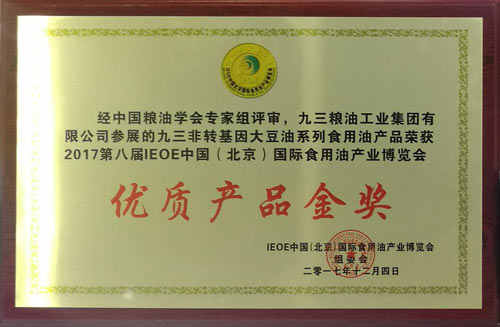 经中国粮油学会专家组评审，九三粮油工业集团有
限公司参展的九三非转基因大豆油系列食用油产品荣获
2017第八届IEOE中国（北京）国际食用油产业博览会
优质产品金奖
IEOE中国(北京)国际食用油产业博览会
组委会
二零一七年十二月四日